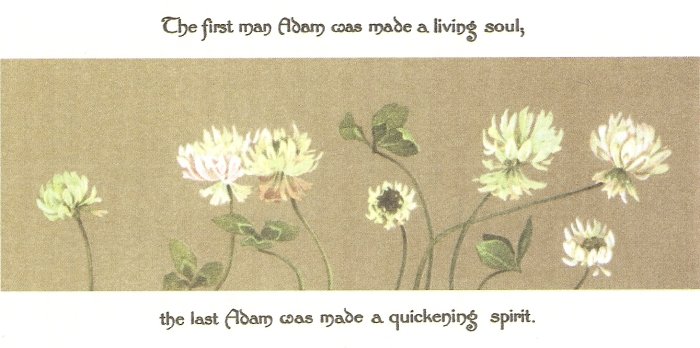 The first man Adam was made a living soul;
the last Adam was made a quickening spirit.